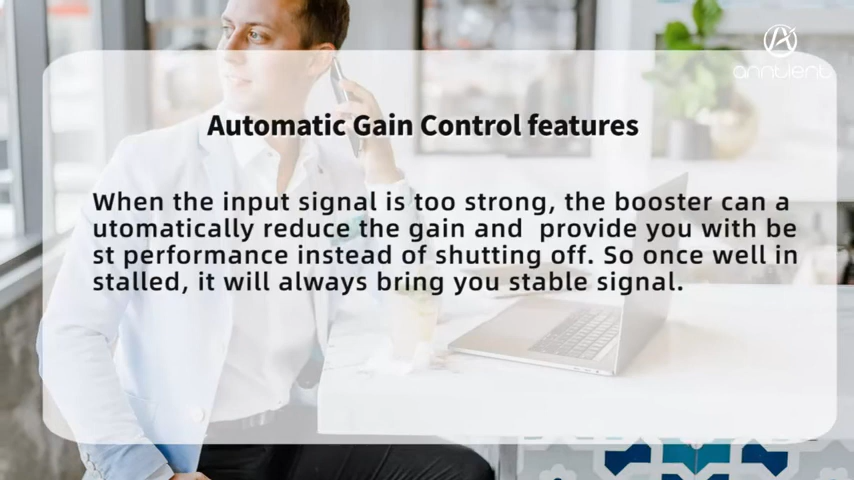 anntlent
Automatic Gain Control features
When the input signal is too strong, the booster can a
utomatically reduce the gain and  provide you with be
st performance instead of shutting off. So once well in
stalled, it will always bring you stable signal.